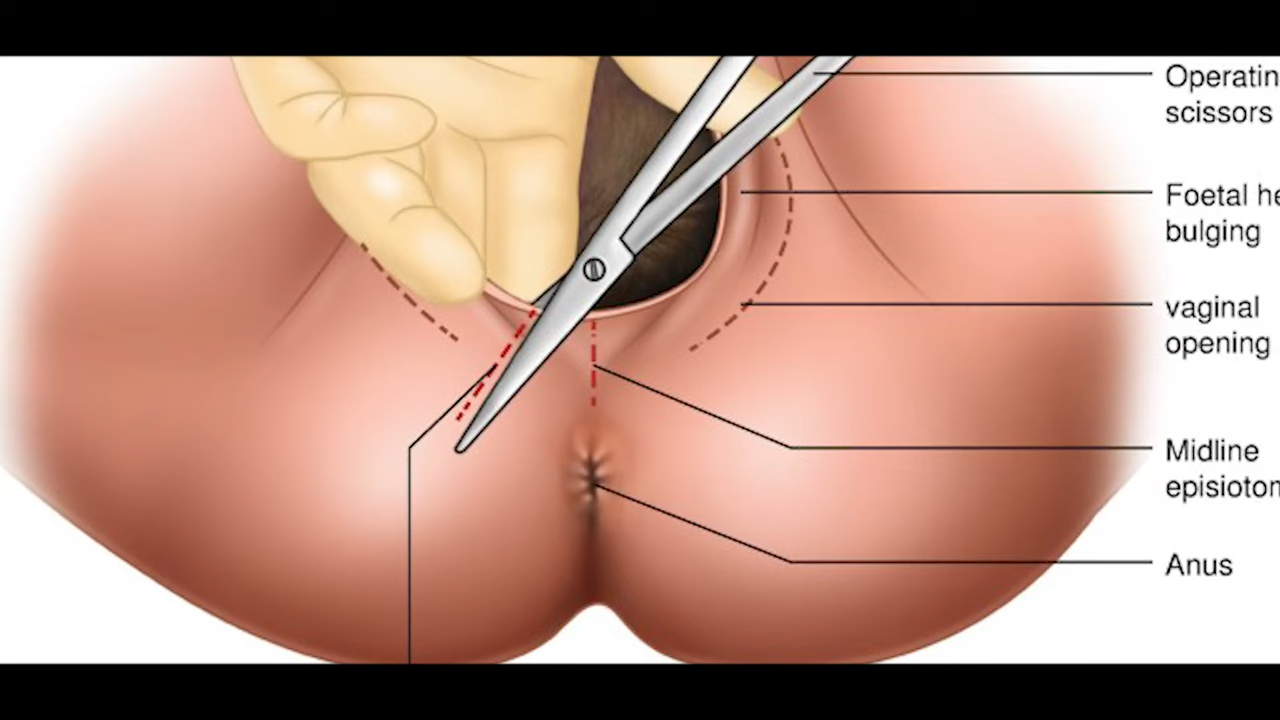 Operatin
scissors
Foetal he
bulging
vaginal
opening
Midline
episioton
Anus